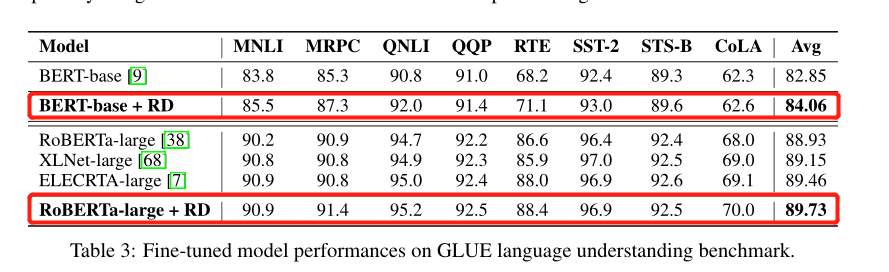 Model MNLI MRPC QNLI QQP RTE SST-2 STS-B CoLA Avg
BERT-base [9] 83.8 85.3 90.8 91.0 68.2 92.4 89.3 62.3 82.85
BERT-base + RD 85.5 87.3 92.0 91.4 71.1 93.0 89.6 62.6 84.06
RoBERTa-large [38] 90.2 90.9 94.7 92.2 86.6 96.4 92.4 68.0 88.93
XLNet-large [68] 90.8 90.8 94.9 92.3 85.9 97.0 92.5 69.0 89.15
ELECRTA-large [7] 90.9 90.8 95.0 92.4 88.0 96.9 92.6 69.1 89.46
RoBERTa-large + RD 90.9 91.4 95.2 92.5 88.4 96.9 92.5 70.0 89.73
Table 3: Fine-tuned model performances on GLUE language understanding benchmark.